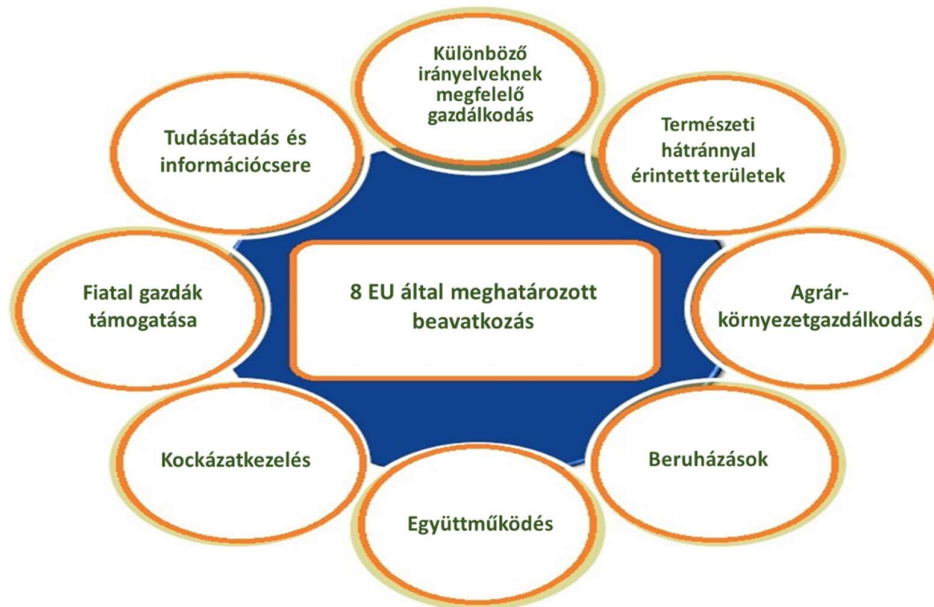 Különböző
irányelveknek
megfelelő
gazdálkodás
Természeti
hátránnyal
érintett területek
Agrár-
környezetgazdálkodás
Beruházások
Együttműködés
Kockázatkezelés
Fiatal gazdák
támogatása
Tudásátadás és
információcsere
8 EU által meghatározott
beavatkozás